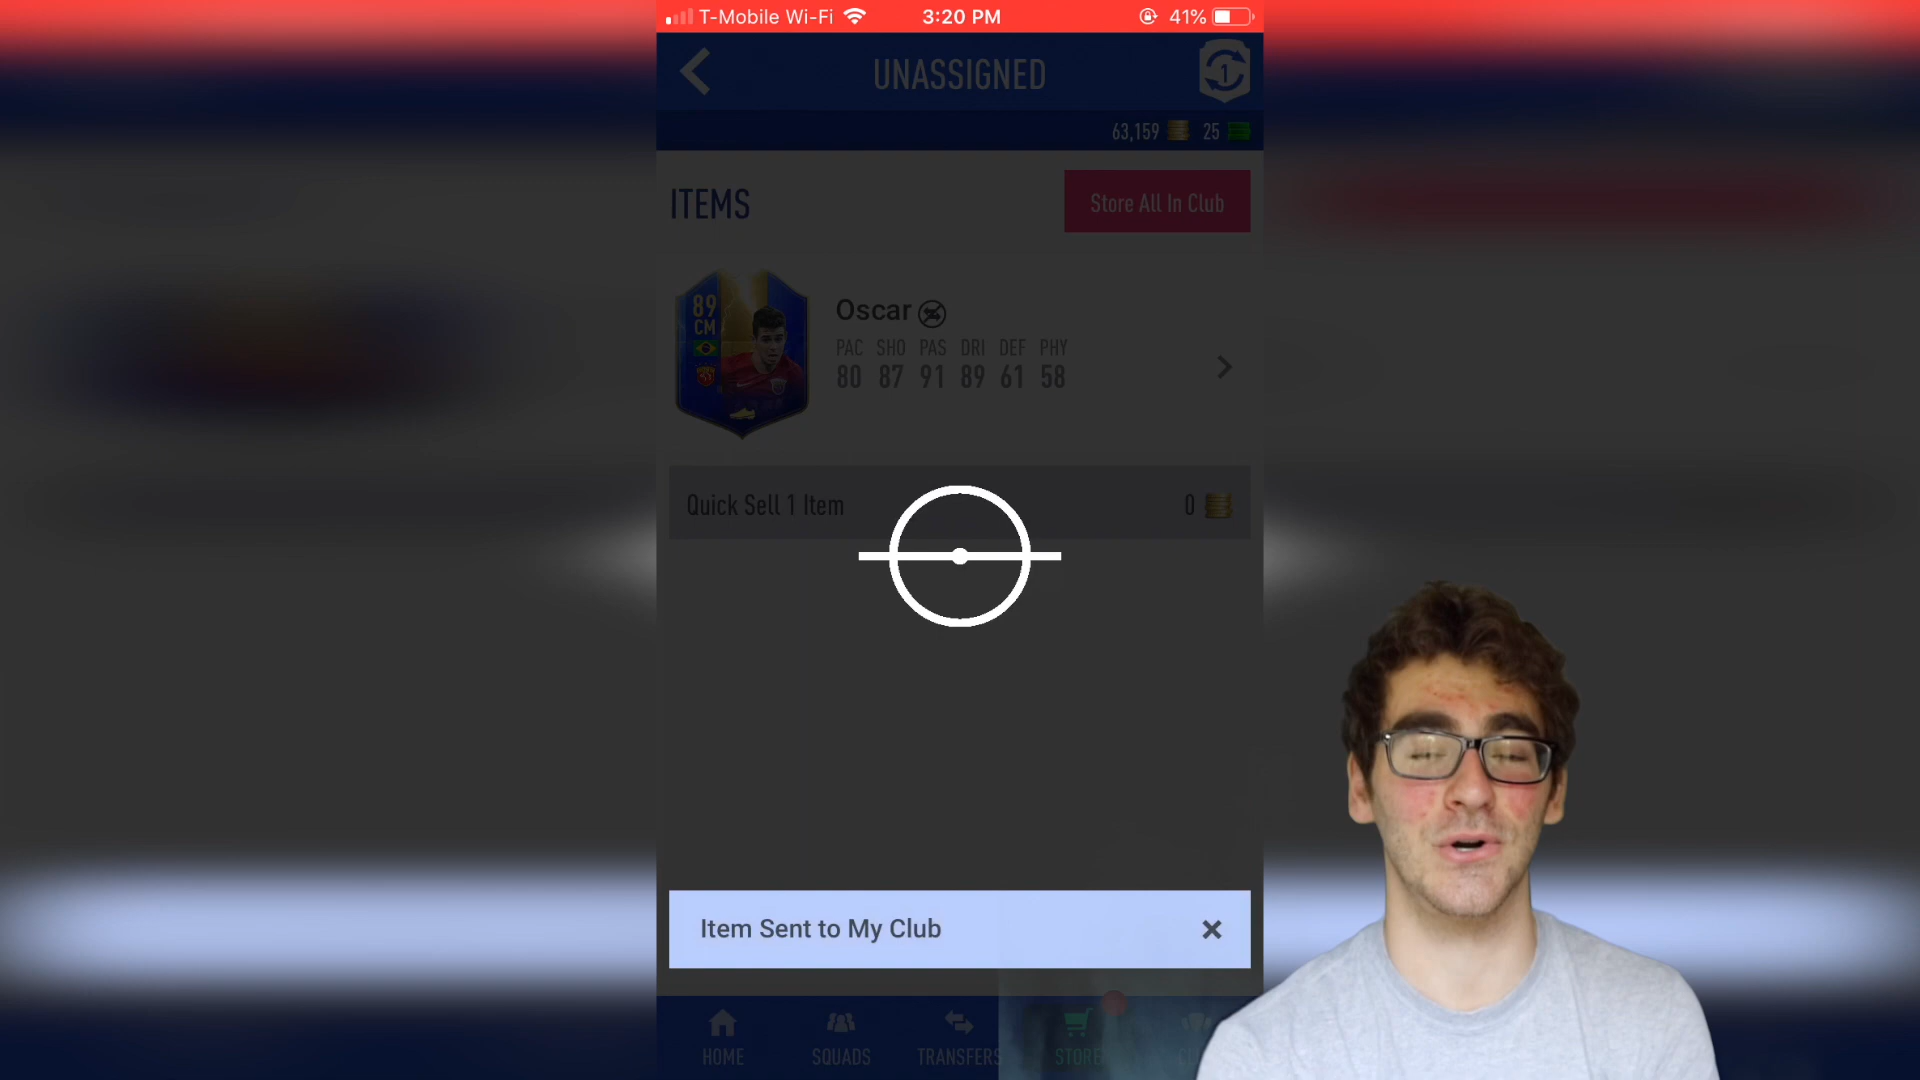 T-Mobile Wi-Fi 3:20 PM 41%
UNASSIGNED
1
63,159 25
ITEMS
Store All In Club
89
CM
Oscar
PAC SHO PAS DRI DEF PHY
80 87 91 89 61 58
Quick Sell 1 Item 0
Item Sent to My Club
HOME SQUADS TRANSFERS STORE